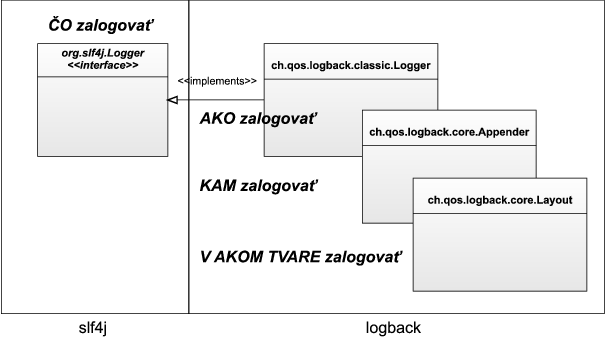 ČO zalogovať
org.slf4j.Logger
<<interface>>
<<implements>>
ch.qos.logback.classic.Logger
AKO zalogovať
ch.qos.logback.core.Appender
KAM zalogovať
ch.qos.logback.core.Layout
V AKOM TVARE zalogovať
slf4j
logback